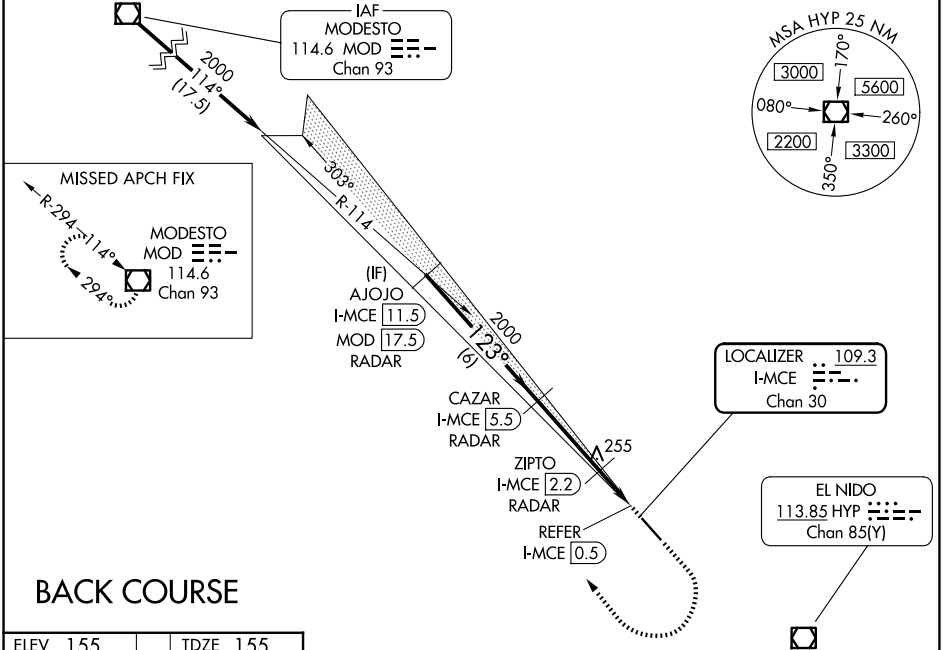 IAF
MODESTO
114.6 MOD
Chan 93
2000
114°
(17.5)
MSA HYP 25 NM
170°
3000
5600
080°
260°
2200
3300
350°
MISSED APCH FIX
R-294
114°
MODESTO
MOD
114.6
Chan 93
294°
303°
R-114
(IF)
AJOJO
I-MCE 11.5
MOD 17.5
RADAR
2000
123°
(6)
LOCALIZER 109.3
I-MCE
Chan 30
CAZAR
I-MCE 5.5
RADAR
255
ZIPTO
I-MCE 2.2
RADAR
REFER
I-MCE 0.5
EL NIDO
113.85 HYP
Chan 85(Y)
BACK COURSE
ELEV 155
TDZE 155